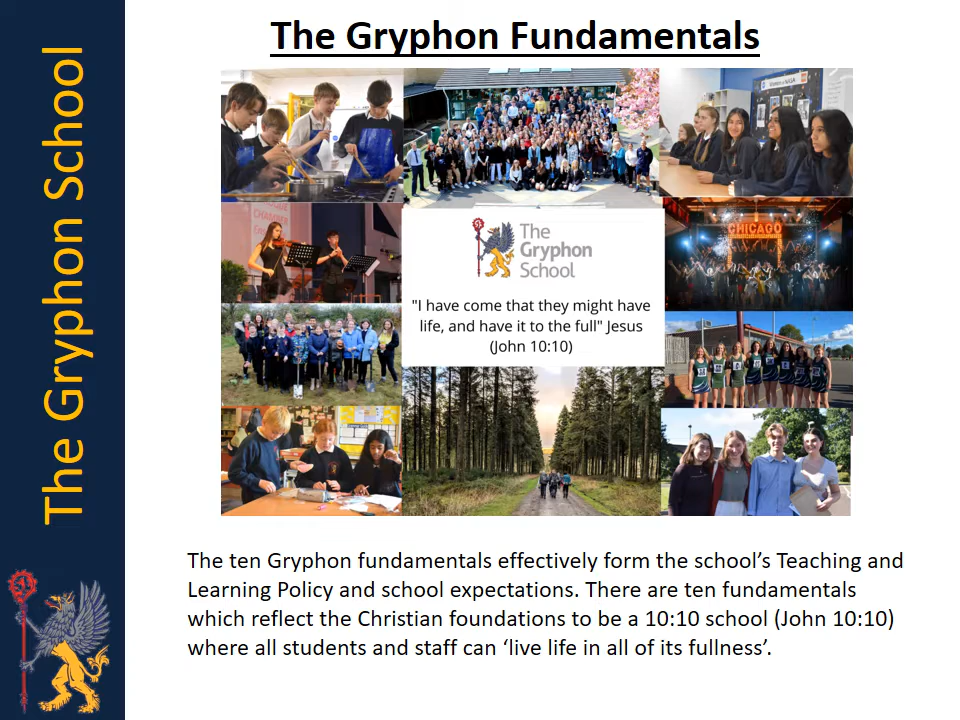 The Gryphon School
The Gryphon Fundamentals
CHICAGO
The
Gryphon
School
"I have come that they might have
life, and have it to the full" Jesus
(John 10:10)
The ten Gryphon fundamentals effectively form the school’s Teaching and
Learning Policy and school expectations. There are ten fundamentals
which reflect the Christian foundations to be a 10:10 school (John 10:10)
where all students and staff can ‘live life in all of its fullness’.